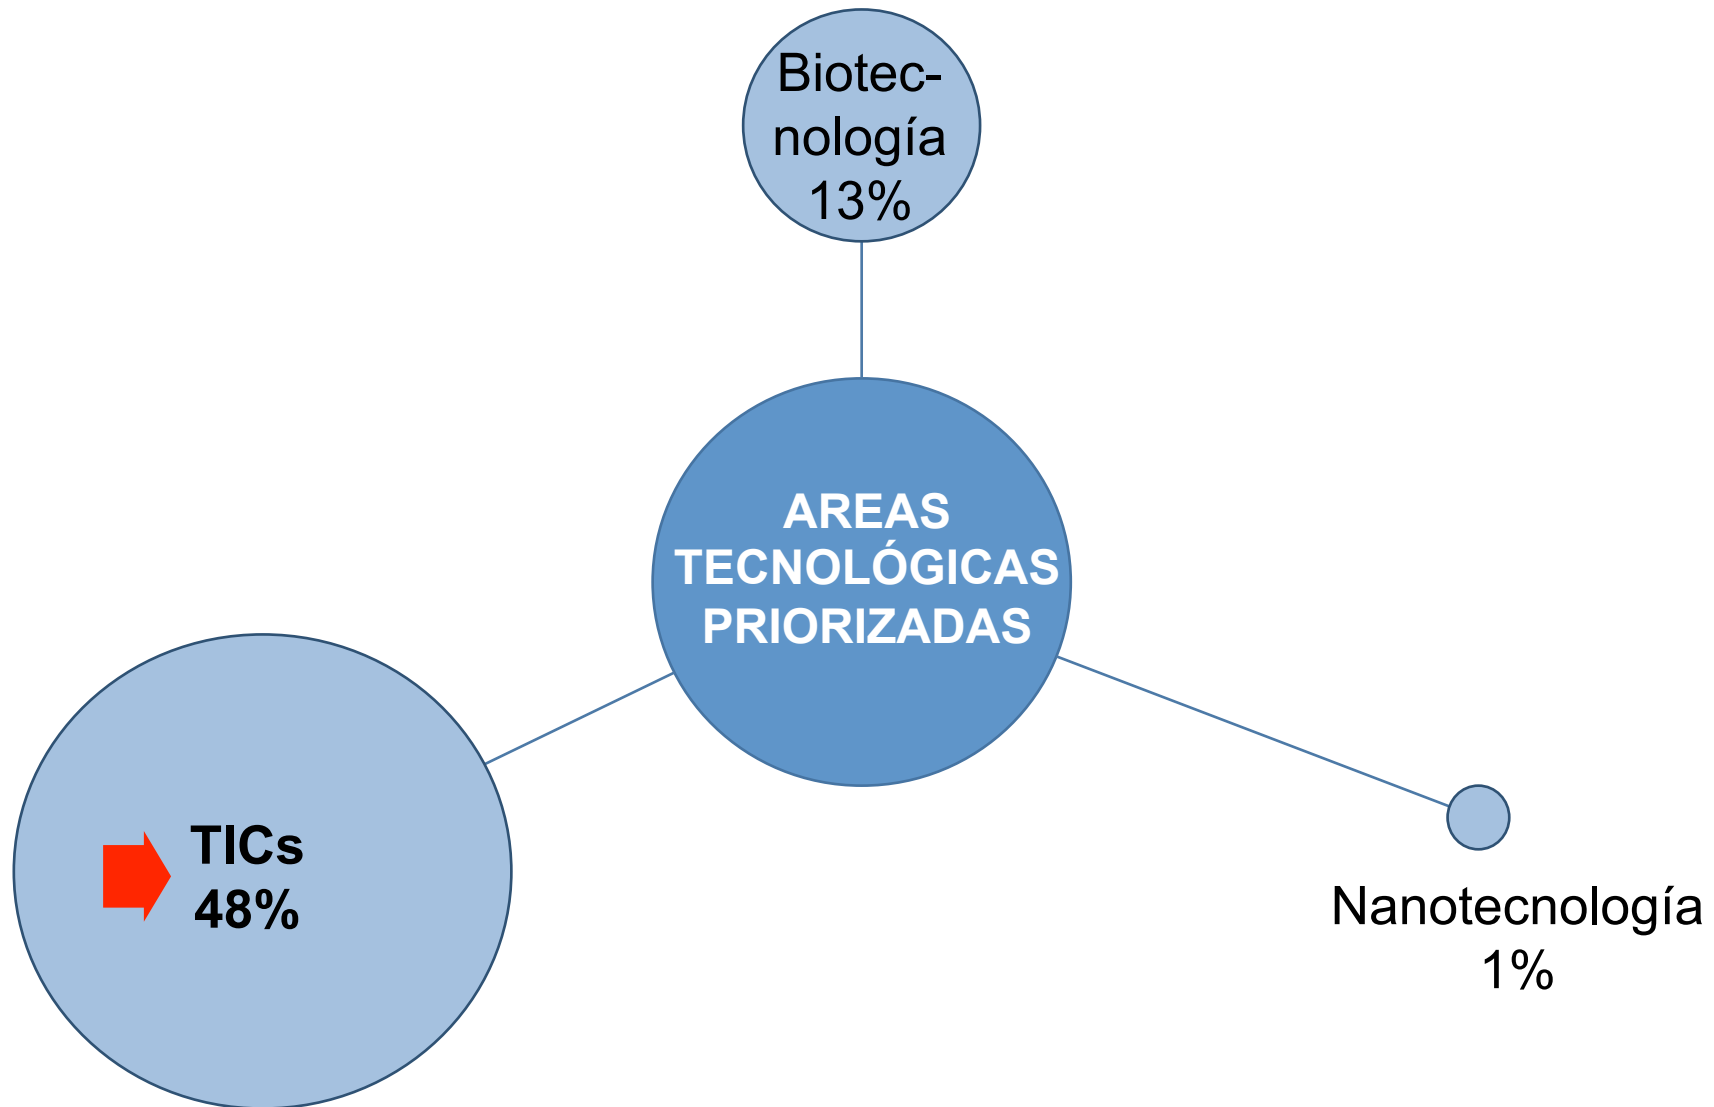 Biotec-
nología
13%
AREAS
TECNOLÓGICAS
PRIORIZADAS
TICs
48%
Nanotecnología
1%